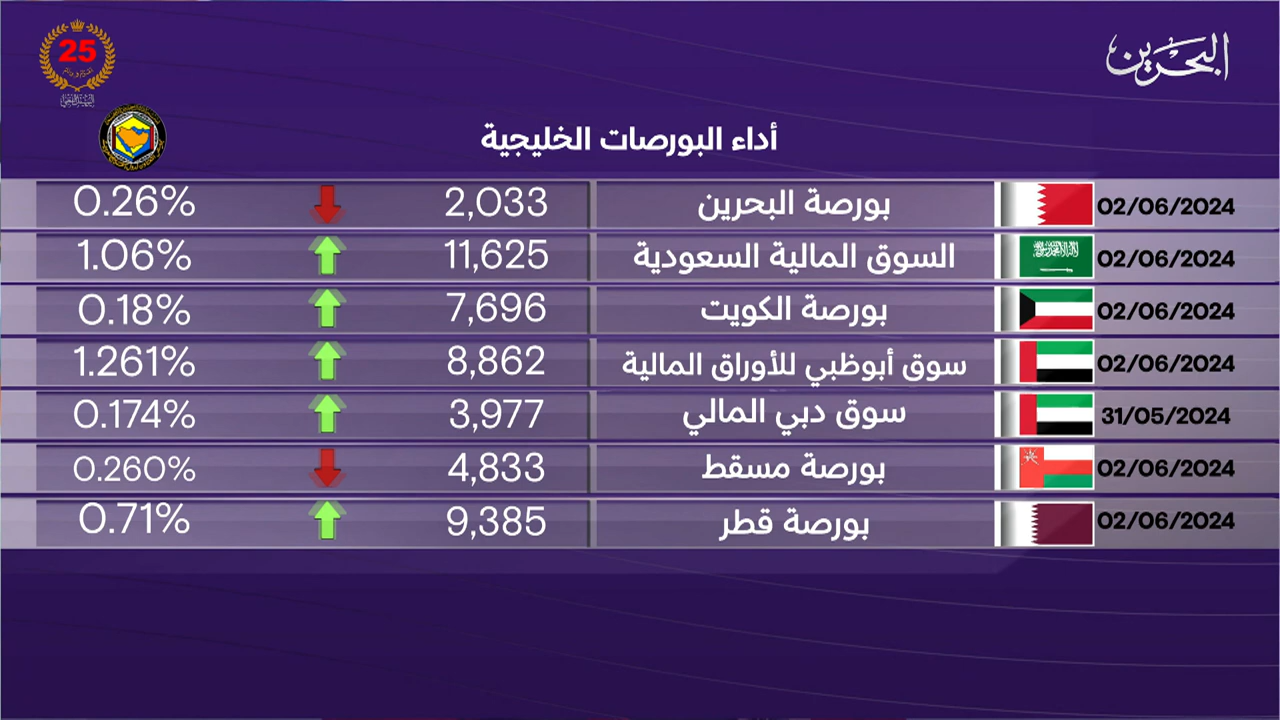 البحرين
25
أداء البورصات الخليجية
02/06/2024 بورصة البحرين 2,033 0.26%
02/06/2024 السوق المالية السعودية 11,625 1.06%
02/06/2024 بورصة الكويت 7,696 0.18%
02/06/2024 سوق أبوظبي للأوراق المالية 8,862 1.261%
31/05/2024 سوق دبي المالي 3,977 0.174%
02/06/2024 بورصة مسقط 4,833 0.260%
02/06/2024 بورصة قطر 9,385 0.71%